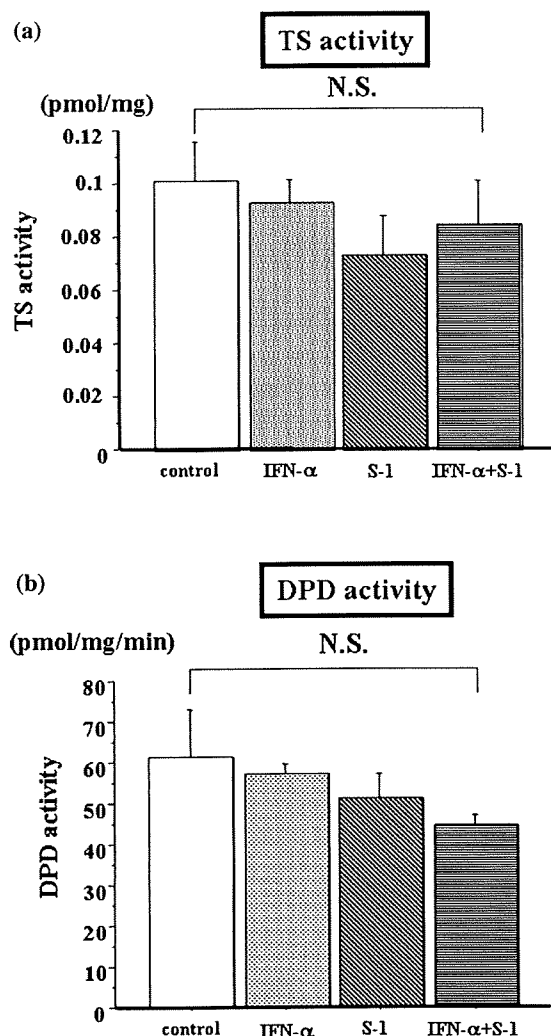 (a)
TS activity
N.S.
(pmol/mg)
0.12
0.1
0.08
0.06
0.04
0.02
0
TS activity
control IFN-α S-1 IFN-α+S-1
(b)
DPD activity
(pmol/mg/min)
N.S.
80
70
60
50
40
30
20
10
0
DPD activity
control IFN-α S-1 IFN-α+S-1